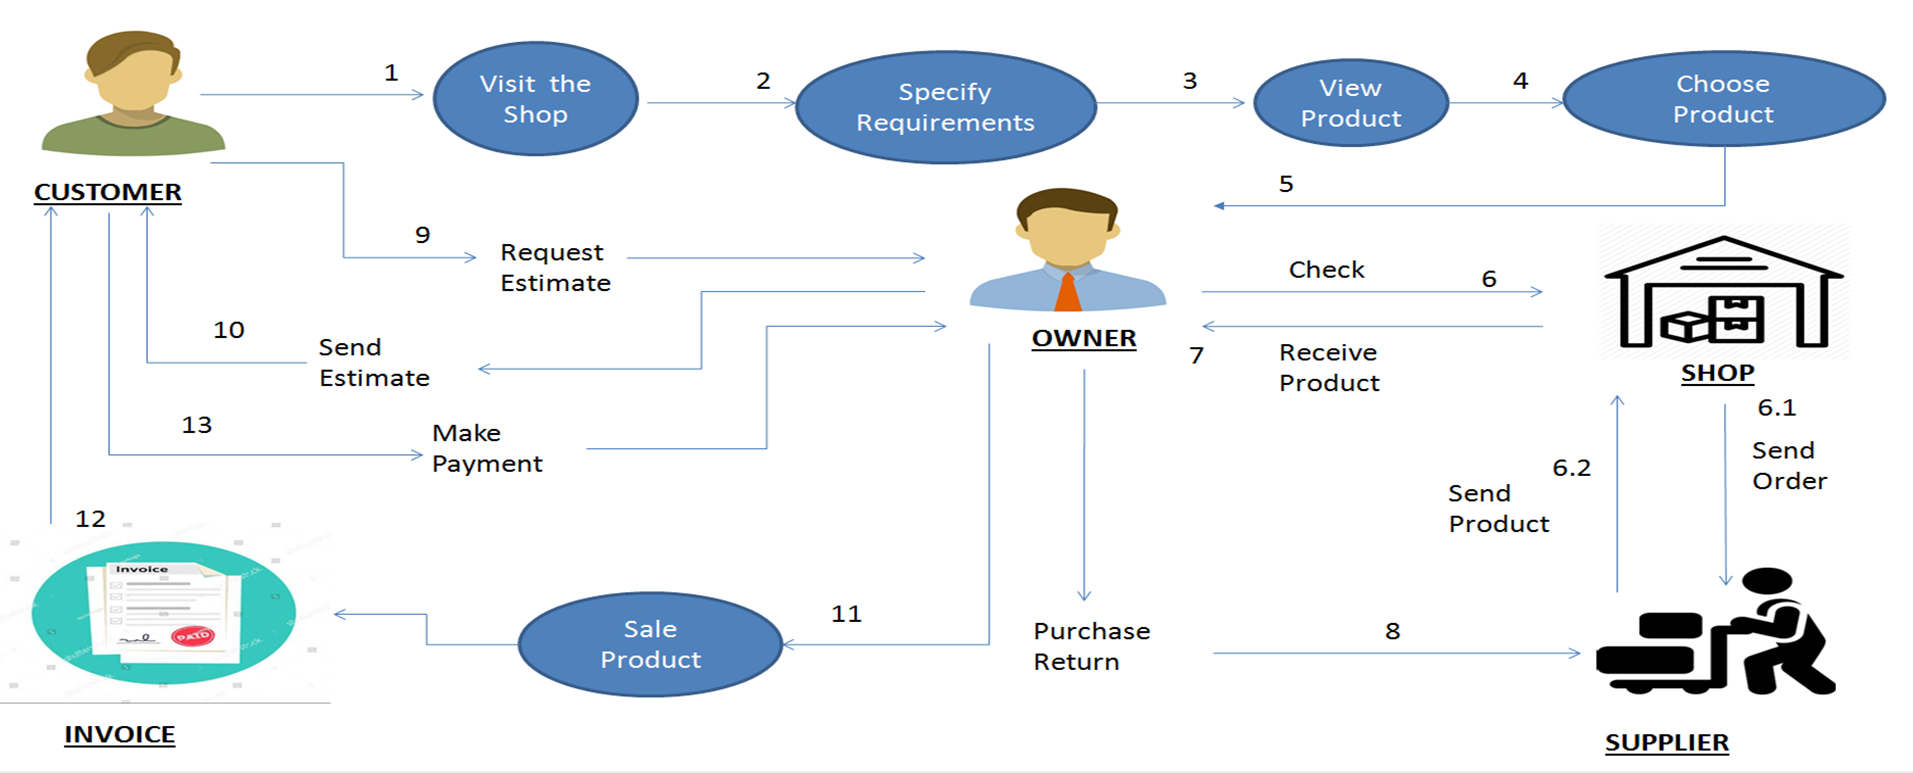 1
Visit the
Shop
2
Specify
Requirements
3
View
Product
4
Choose
Product
CUSTOMER
5
9
Request
Estimate
OWNER
Check
6
7
Receive
Product
SHOP
10
Send
Estimate
13
Make
Payment
6.1
Send
Order
6.2
Send
Product
12
Invoice
PAID
INVOICE
Sale
Product
11
Purchase
Return
8
SUPPLIER